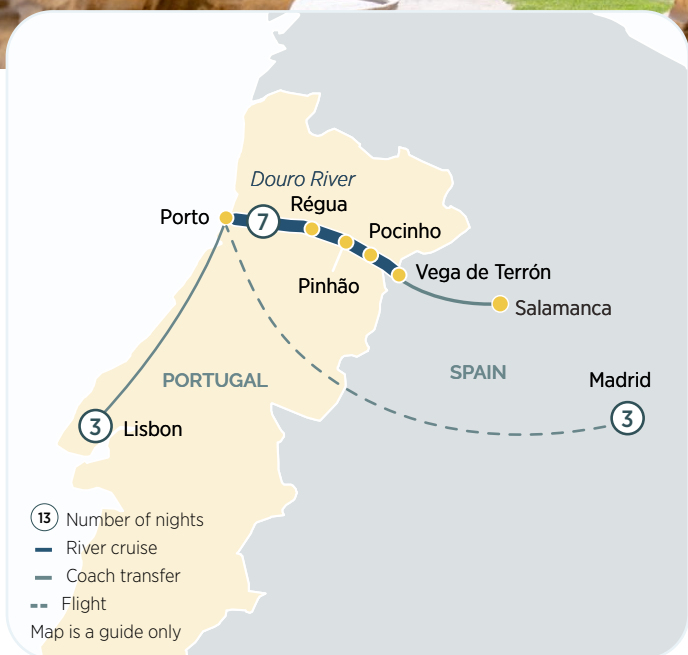 Douro River
Régua
Porto
7
Pocinho
Vega de Terrón
Pinhão
Salamanca
PORTUGAL
SPAIN
Madrid
3
3
Lisbon
13 Number of nights
River cruise
Coach transfer
Flight
Map is a guide only